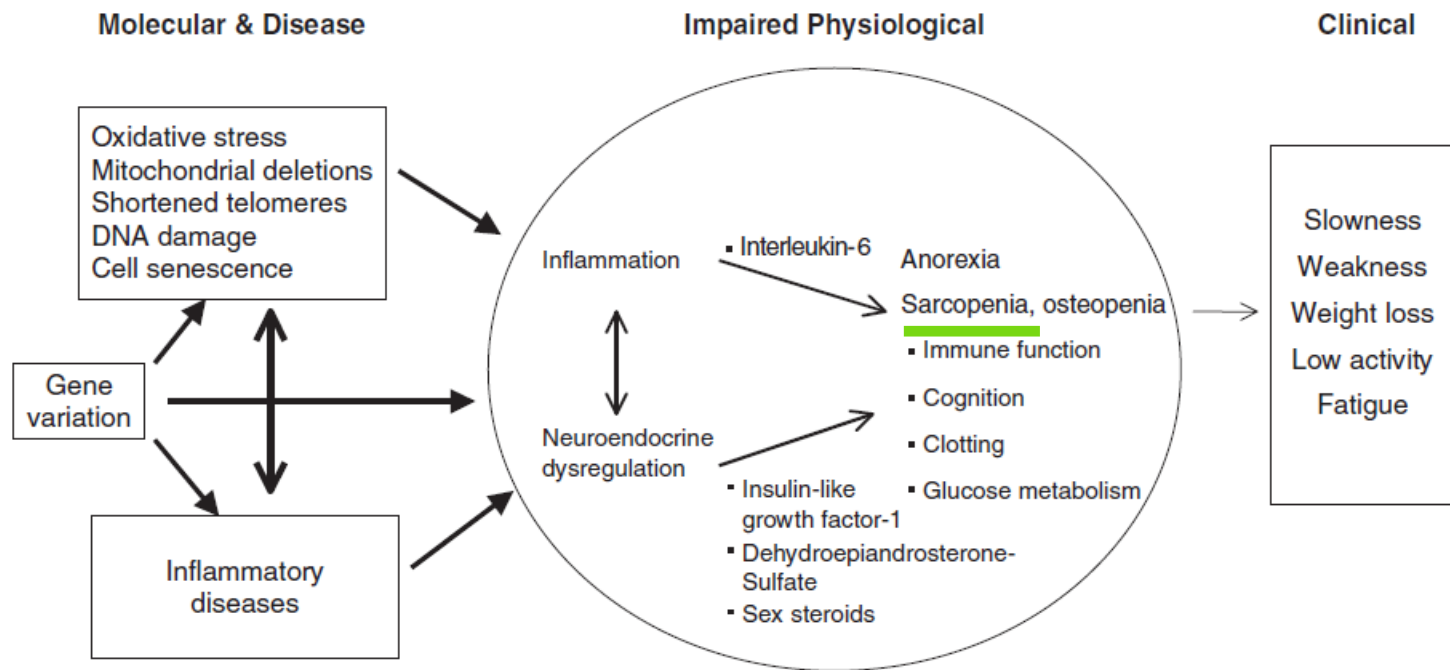 Molecular & Disease
Impaired Physiological
Clinical
Oxidative stress
Mitochondrial deletions
Shortened telomeres
DNA damage
Cell senescence
Gene
variation
Inflammatory
diseases
Inflammation
▪ Interleukin-6
Neuroendocrine
dysregulation
▪ Insulin-like
growth factor-1
▪ Dehydroepiandrosterone-
Sulfate
▪ Sex steroids
Anorexia
Sarcopenia, osteopenia
▪ Immune function
▪ Cognition
▪ Clotting
▪ Glucose metabolism
Slowness
Weakness
Weight loss
Low activity
Fatigue